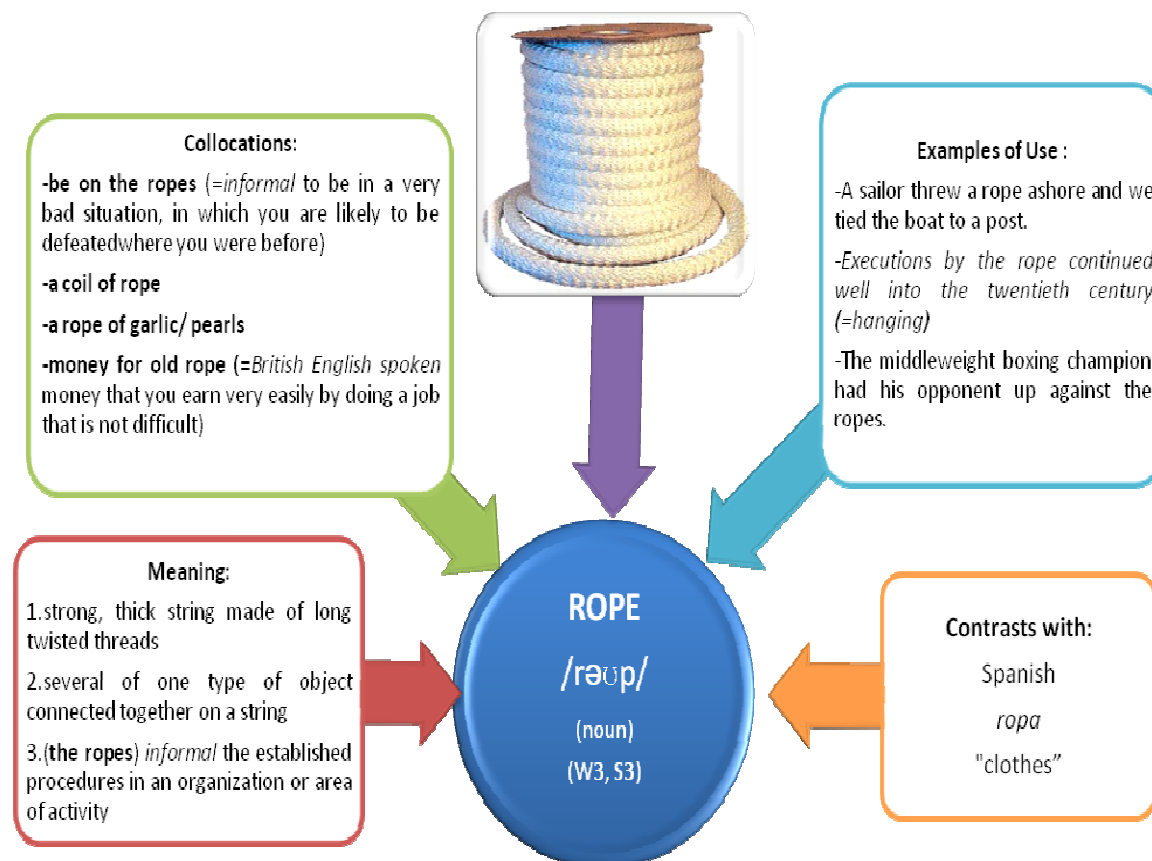 Collocations:
-be on the ropes (=informal to be in a very
bad situation, in which you are likely to be
defeatedwhere you were before)
-a coil of rope
-a rope of garlic/ pearls
-money for old rope (=British English spoken
money that you earn very easily by doing a job
that is not difficult)
Examples of Use :
-A sailor threw a rope ashore and we
tied the boat to a post.
-Executions by the rope continued
well into the twentieth century
(=hanging)
-The middleweight boxing champion
had his opponent up against the
ropes.
Meaning:
1.strong, thick string made of long
twisted threads
2.several of one type of object
connected together on a string
3.(the ropes) informal the established
procedures in an organization or area
of activity
ROPE
/rəʊp/
(noun)
(W3, S3)
Contrasts with:
Spanish
ropa
"clothes”